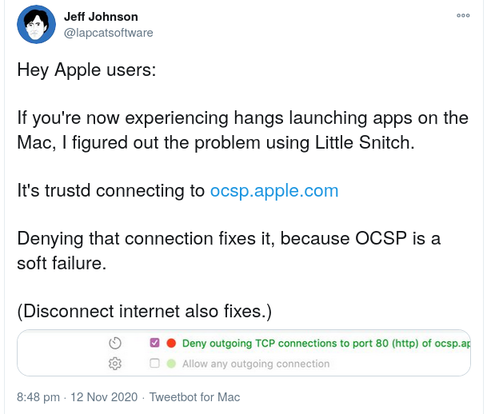 Jeff Johnson
@lapcatsoftware
Hey Apple users:
If you're now experiencing hangs launching apps on the
Mac, I figured out the problem using Little Snitch.
It's trustd connecting to ocsp.apple.com
Denying that connection fixes it, because OCSP is a
soft failure.
(Disconnect internet also fixes.)
Deny outgoing TCP connections to port 80 (http) of ocsp.ap
Allow any outgoing connection
8:48 pm · 12 Nov 2020 · Tweetbot for Mac